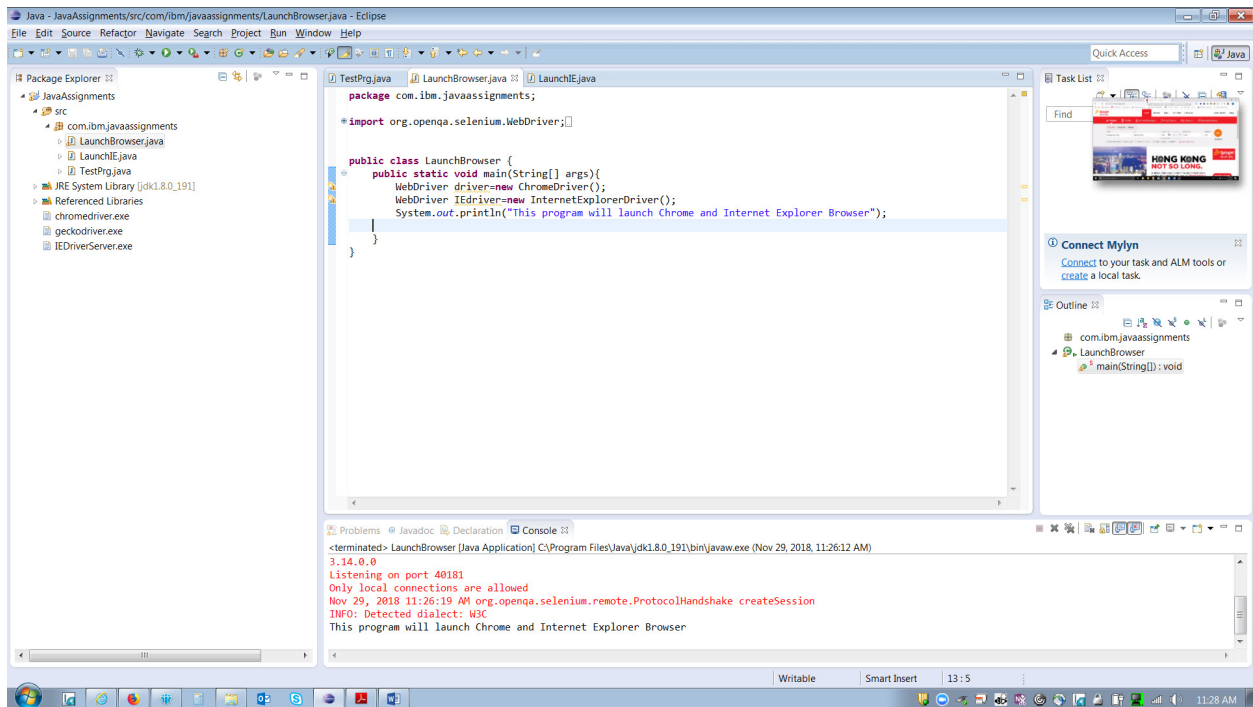 Java - JavaAssignments/src/com/ibm/javaassignments/LaunchBrowser.java - Eclipse
File Edit Source Refactor Navigate Search Project Run Window Help
Quick Access
Java
Package Explorer
JavaAssignments
src
com.ibm.javaassignments
LaunchBrowser.java
LaunchIE.java
TestPrg.java
JRE System Library [jdk1.8.0_191]
Referenced Libraries
chromedriver.exe
geckodriver.exe
IEDriverServer.exe
TestPrg.java LaunchBrowser.java LaunchIE.java
package com.ibm.javaassignments;
import org.openqa.selenium.WebDriver;
public class LaunchBrowser {
public static void main(String[] args){
WebDriver driver=new ChromeDriver();
WebDriver IEdriver=new InternetExplorerDriver();
System.out.println("This program will launch Chrome and Internet Explorer Browser");
}
}
Task List
Find
HONG KONG
NOT SO LONG.
Connect Mylyn
Connect to your task and ALM tools or
create a local task.
Outline
com.ibm.javaassignments
LaunchBrowser
main(String[]) : void
Problems Javadoc Declaration Console
<terminated> LaunchBrowser [Java Application] C:\Program Files\Java\jdk1.8.0_191\bin\javaw.exe (Nov 29, 2018, 11:26:12 AM)
3.14.0.0
Listening on port 40181
Only local connections are allowed
Nov 29, 2018 11:26:19 AM org.openqa.selenium.remote.ProtocolHandshake createSession
INFO: Detected dialect: W3C
This program will launch Chrome and Internet Explorer Browser
Writable Smart Insert 13 : 5
11:28 AM